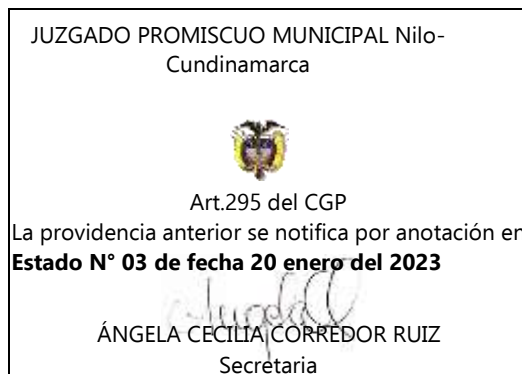 JUZGADO PROMISCUO MUNICIPAL Nilo-
Cundinamarca
Art.295 del CGP
La providencia anterior se notifica por anotación en
Estado N° 03 de fecha 20 enero del 2023
ÁNGELA CECILIA CORREDOR RUIZ
Secretaria